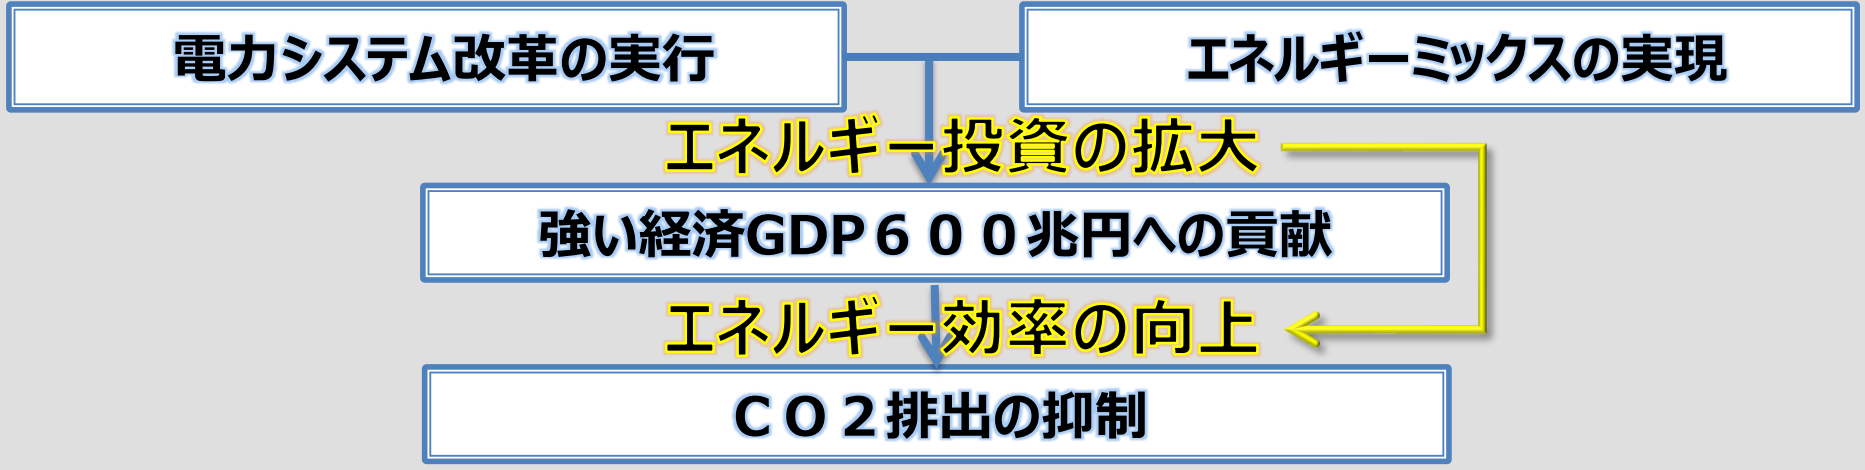 電力システム改革の実行
エネルギーミックスの実現
エネルギー投資の拡大
強い経済GDP６００兆円への貢献
エネルギー効率の向上
ＣＯ２排出の抑制